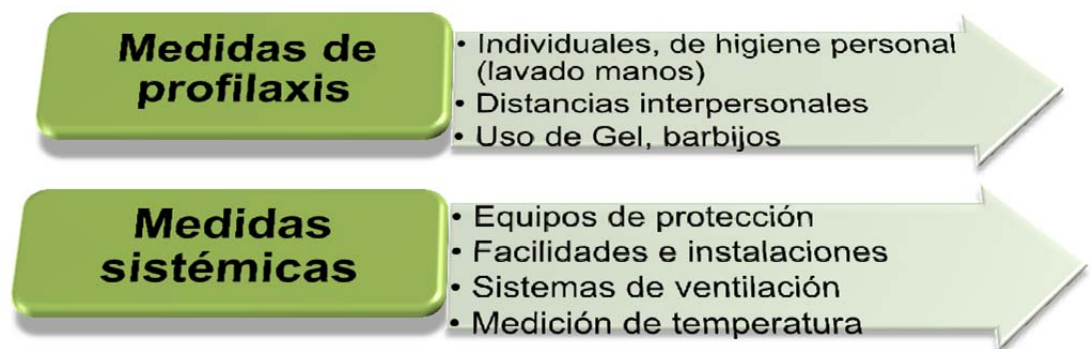 Medidas de
profilaxis
• Individuales, de higiene personal
(lavado manos)
• Distancias interpersonales
• Uso de Gel, barbijos
Medidas
sistémicas
• Equipos de protección
• Facilidades e instalaciones
• Sistemas de ventilación
• Medición de temperatura